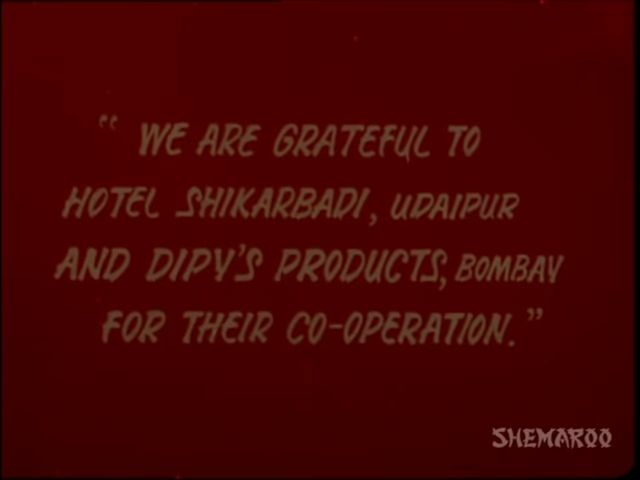 “ WE ARE GRATEFUL TO
HOTEL SHIKARBADI, UDAIPUR
AND DIPY'S PRODUCTS, BOMBAY
FOR THEIR CO-OPERATION. ”
SHEMAROO